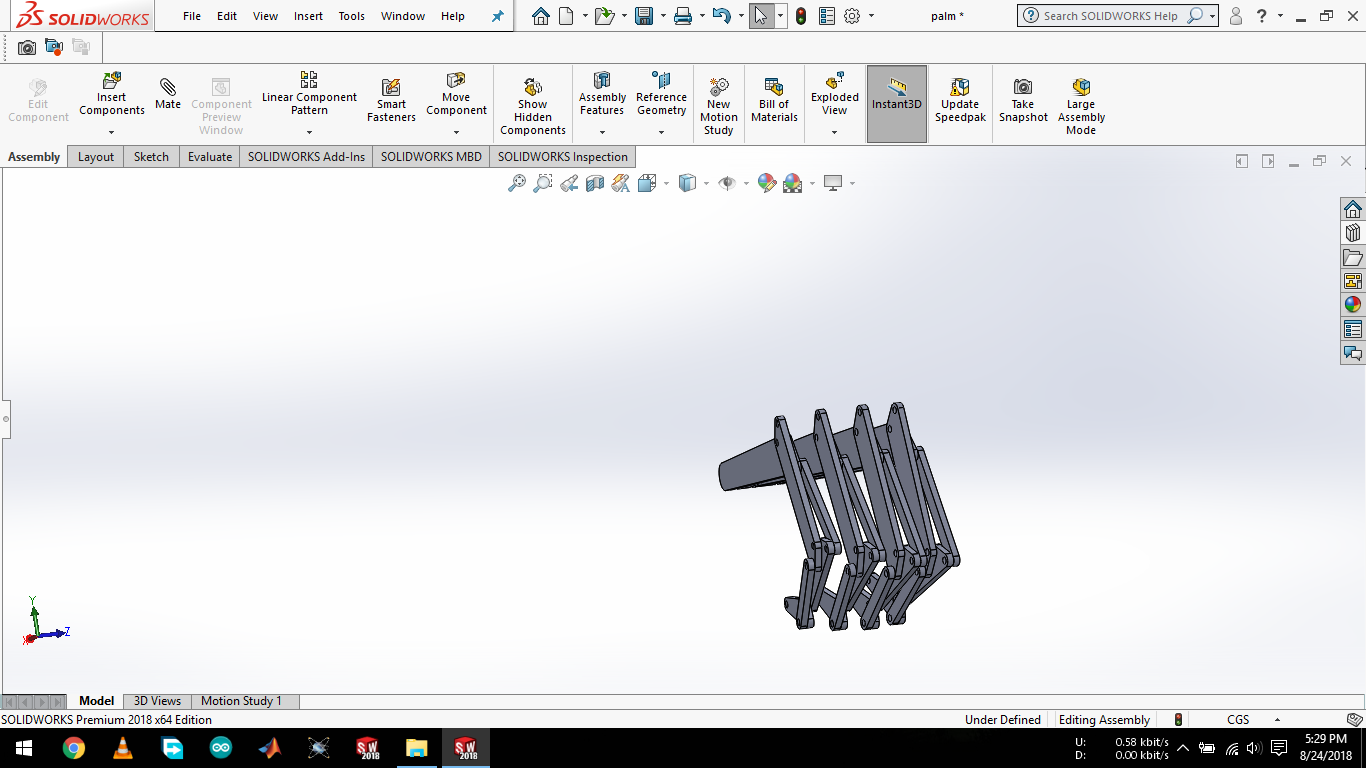 SOLIDWORKS File Edit View Insert Tools Window Help palm * Search SOLIDWORKS Help ?
Edit Component
Insert Components
Mate
Component Preview Window
Linear Component Pattern
Smart Fasteners
Move Component
Show Hidden Components
Assembly Features
Reference Geometry
New Motion Study
Bill of Materials
Exploded View
Instant3D
Update Speedpak
Take Snapshot
Large Assembly Mode
Assembly Layout Sketch Evaluate SOLIDWORKS Add-Ins SOLIDWORKS MBD SOLIDWORKS Inspection
Y
X
Z
Model 3D Views Motion Study 1
SOLIDWORKS Premium 2018 x64 Edition Under Defined Editing Assembly CGS
SW 2018
SW 2018
U: 0.58 kbit/s
D: 0.00 kbit/s
5:29 PM
8/24/2018